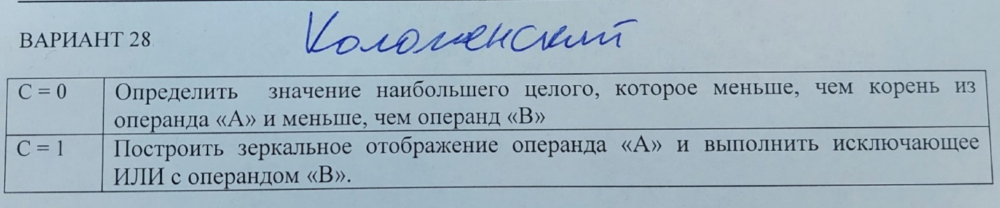 ВАРИАНТ 28 Коломенский
С = 0 Определить значение наибольшего целого, которое меньше, чем корень из
операнда «А» и меньше, чем операнд «В»
С = 1 Построить зеркальное отображение операнда «А» и выполнить исключающее
ИЛИ с операндом «В».